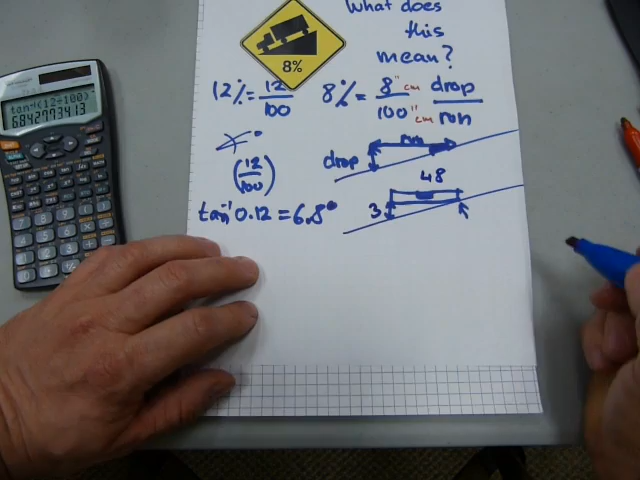 What does
this
mean?
8%
12% = 12/100
8% = 8" cm/100" cm drop/run
run
drop
(12/100)
48
3
tan⁻¹ 0.12 = 6.8°
tan⁻¹(12÷100)
6.842773413